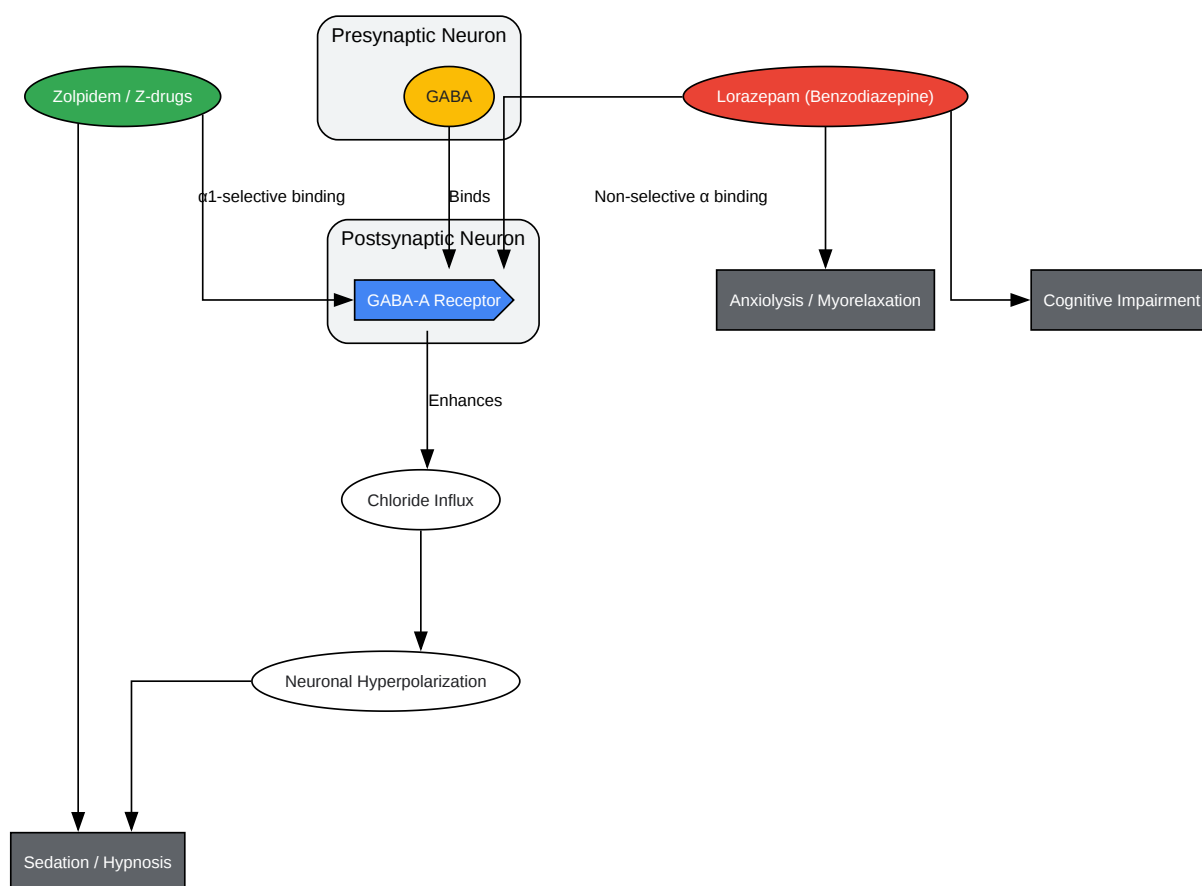 Presynaptic Neuron
Zolpidem / Z-drugs
GABA
Lorazepam (Benzodiazepine)
α1-selective binding
Binds
Non-selective α binding
Postsynaptic Neuron
GABA-A Receptor
Anxiolysis / Myorelaxation
Cognitive Impairment
Enhances
Chloride Influx
Neuronal Hyperpolarization
Sedation / Hypnosis